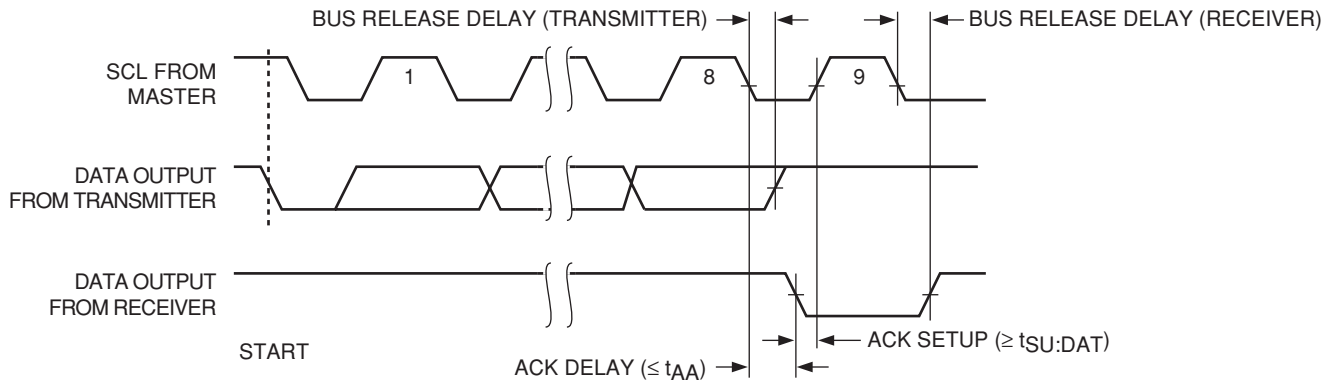 BUS RELEASE DELAY (TRANSMITTER)
BUS RELEASE DELAY (RECEIVER)
SCL FROM
MASTER
1
8
9
DATA OUTPUT
FROM TRANSMITTER
DATA OUTPUT
FROM RECEIVER
START
ACK SETUP (≥ tSU:DAT)
ACK DELAY (≤ tAA)